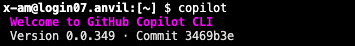 x-am@login07.anvil:[~] $ copilot
Welcome to GitHub Copilot CLI
Version 0.0.349 · Commit 3469b3e